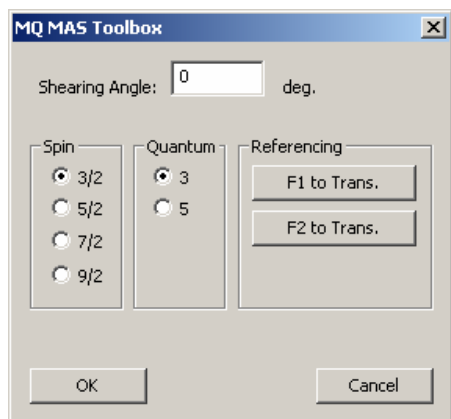 MQ MAS Toolbox
Shearing Angle: 0 deg.
Spin
3/2
5/2
7/2
9/2
Quantum
3
5
Referencing
F1 to Trans.
F2 to Trans.
OK
Cancel